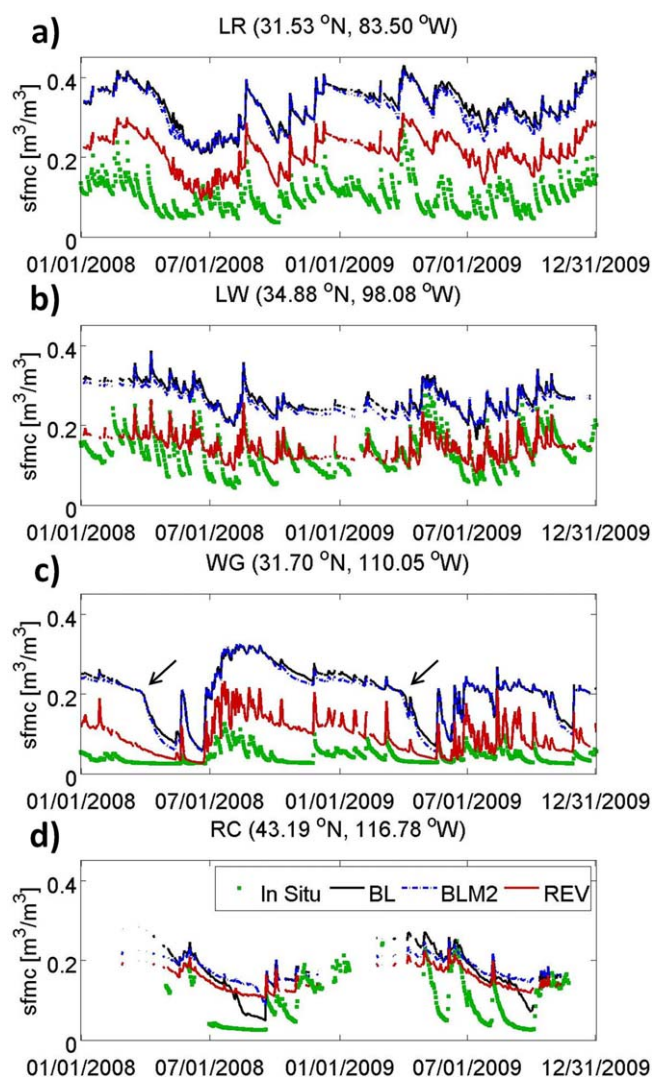 a) LR (31.53 °N, 83.50 °W)
sfmc [m³/m³]
0.4
0.2
0
01/01/2008 07/01/2008 01/01/2009 07/01/2009 12/31/2009
b) LW (34.88 °N, 98.08 °W)
sfmc [m³/m³]
0.4
0.2
0
01/01/2008 07/01/2008 01/01/2009 07/01/2009 12/31/2009
c) WG (31.70 °N, 110.05 °W)
sfmc [m³/m³]
0.4
0.2
0
01/01/2008 07/01/2008 01/01/2009 07/01/2009 12/31/2009
d) RC (43.19 °N, 116.78 °W)
sfmc [m³/m³]
0.4
In Situ BL BLM2 REV
0.2
0
01/01/2008 07/01/2008 01/01/2009 07/01/2009 12/31/2009